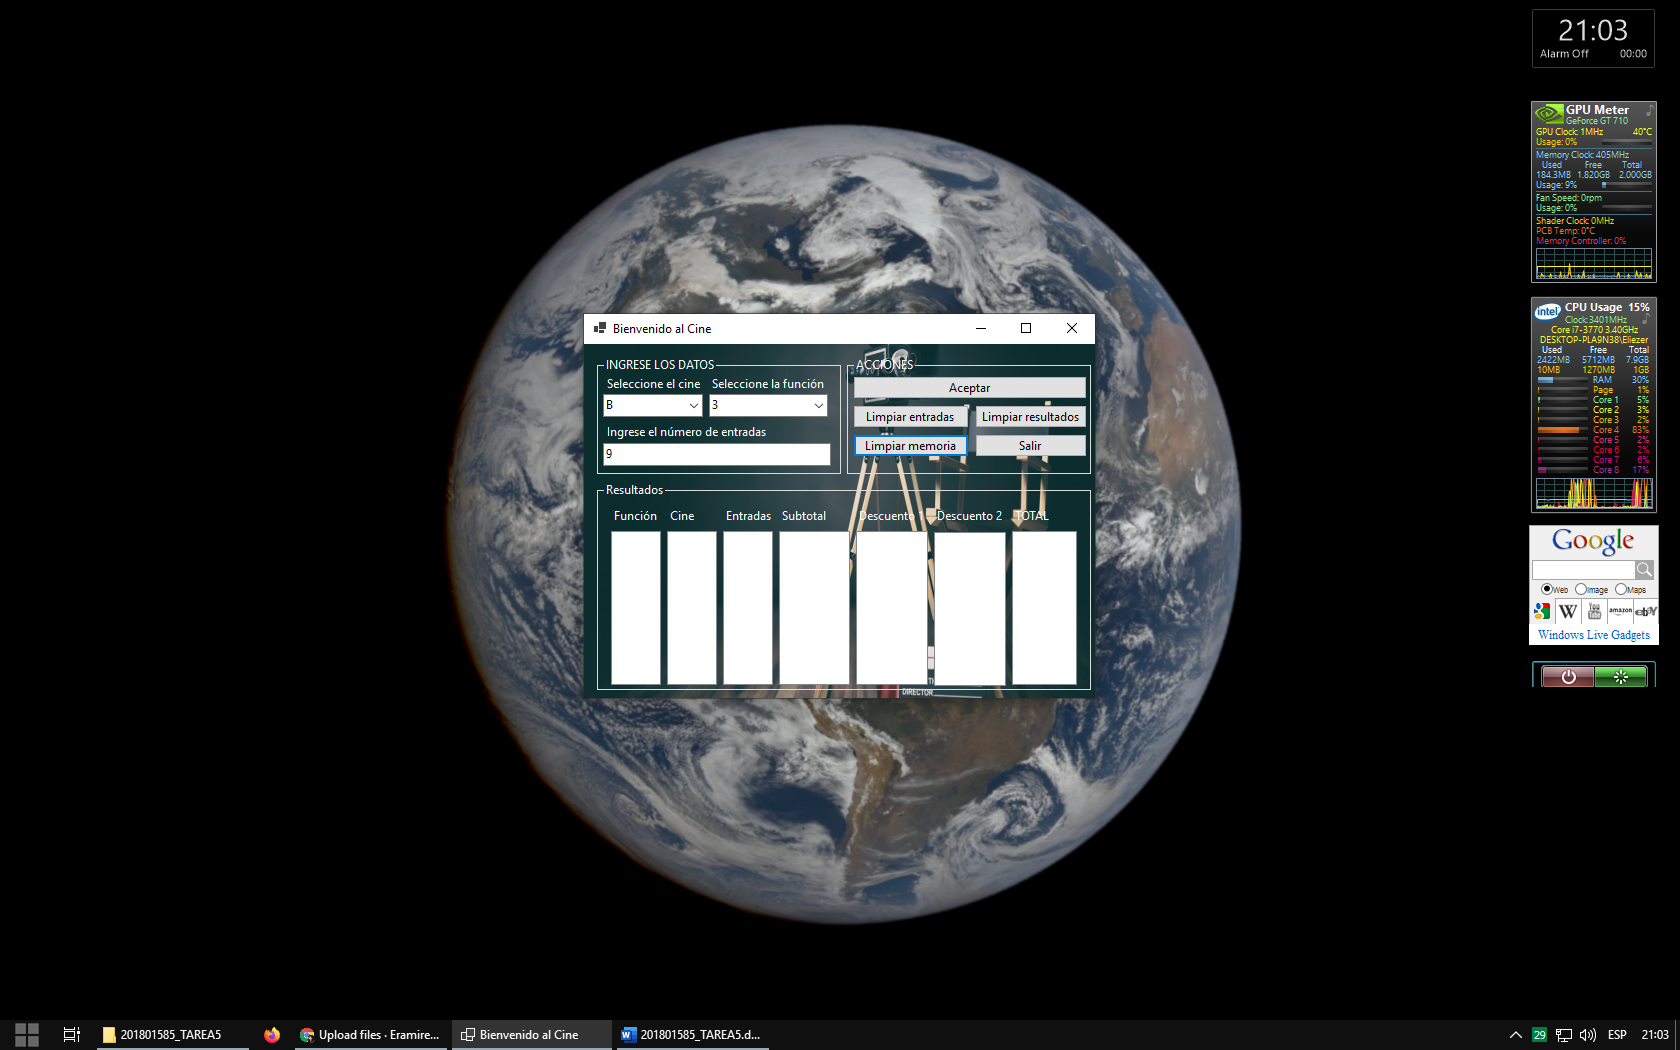 21:03
Alarm Off 00:00
GPU Meter
GeForce GT 710
GPU Clock: 1MHz 40°C
Usage: 0%
Memory Clock: 405MHz
Used Free Total
184.3MB 1.820GB 2.000GB
Usage: 9%
Fan Speed: 0rpm
Usage: 0%
Shader Clock: 0MHz
PCB Temp: 0°C
Memory Controller: 0%
intel
CPU Usage 15%
Clock: 3401MHz
Core i7-3770 3.40GHz
DESKTOP-PLA9N38\Eliezer
Used Free Total
2422MB 5712MB 7.9GB
10MB 1270MB 1GB
RAM 30%
Page 1%
Core 1 5%
Core 2 3%
Core 3 2%
Core 4 83%
Core 5 2%
Core 6 2%
Core 7 6%
Core 8 17%
Google
Web Image Maps
W You Tube amazon ebY
Windows Live Gadgets
Bienvenido al Cine
INGRESE LOS DATOS
Seleccione el cine Seleccione la función
B 3
Ingrese el número de entradas
9
ACCIONES
Aceptar
Limpiar entradas Limpiar resultados
Limpiar memoria Salir
Resultados
Función Cine Entradas Subtotal Descuento 1 Descuento 2 TOTAL
DIRECTOR
201801585_TAREA5
Upload files · Eramire...
Bienvenido al Cine
201801585_TAREA5.d...
29 ESP 21:03